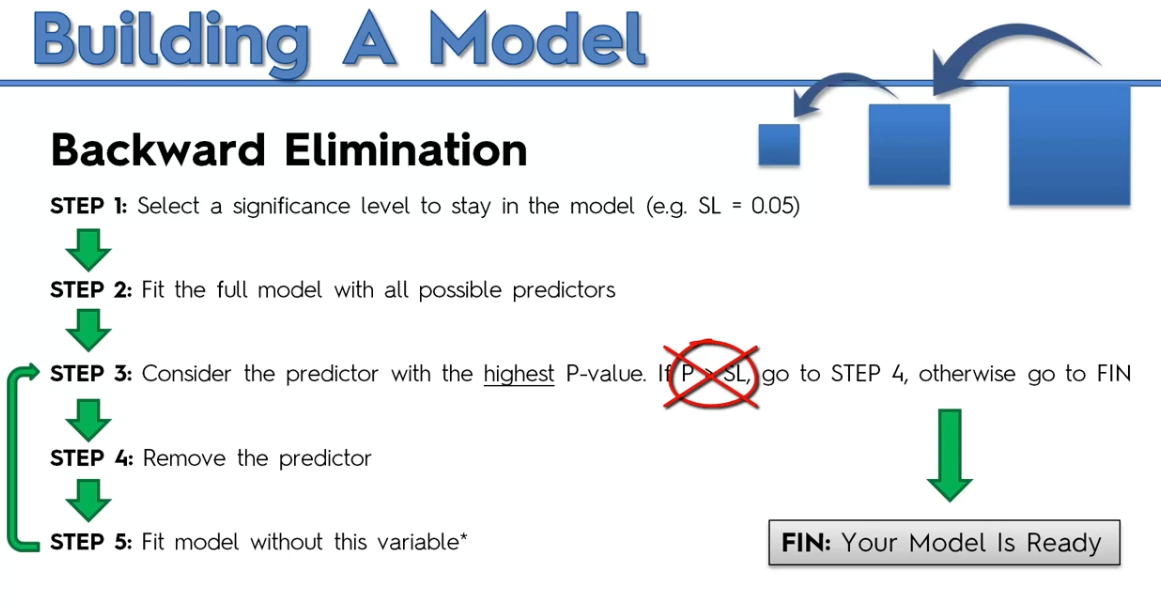 Building A Model
Backward Elimination
STEP 1: Select a significance level to stay in the model (e.g. SL = 0.05)
STEP 2: Fit the full model with all possible predictors
STEP 3: Consider the predictor with the highest P-value. If P > SL, go to STEP 4, otherwise go to FIN
STEP 4: Remove the predictor
STEP 5: Fit model without this variable*
FIN: Your Model Is Ready